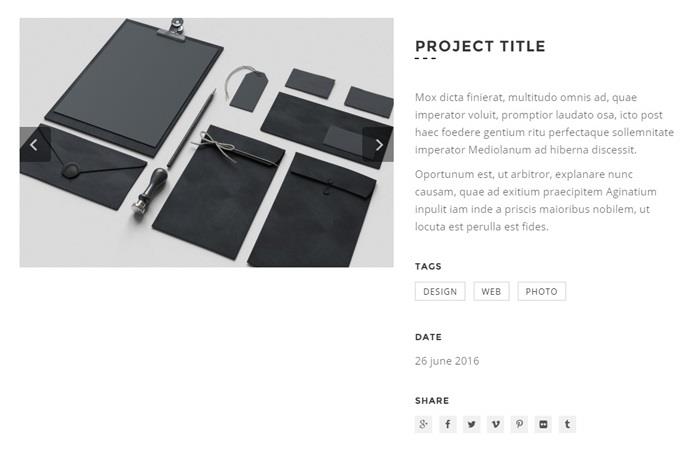 PROJECT TITLE
Mox dicta finierat, multitudo omnis ad, quae
imperator voluit, promptior laudato osa, icto post
haec foedere gentium ritu perfectaque sollemnitate
imperator Mediolanum ad hiberna discessit.
Oportunum est, ut arbitror, explanare nunc
causam, quae ad exitium praecipitem Aginatium
inpulit iam inde a priscis maioribus nobilem, ut
locuta est perulla est fides.
TAGS
DESIGN WEB PHOTO
DATE
26 june 2016
SHARE